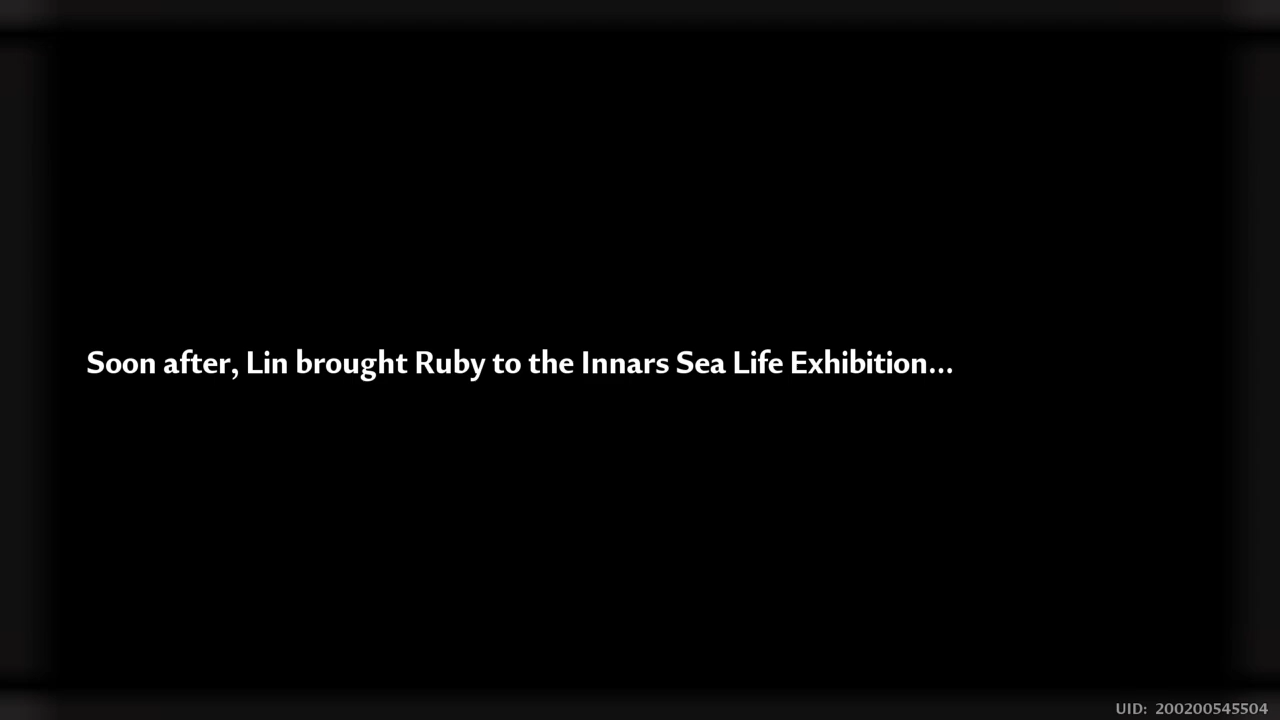 Soon after, Lin brought Ruby to the Innars Sea Life Exhibition...
UID: 200200545504